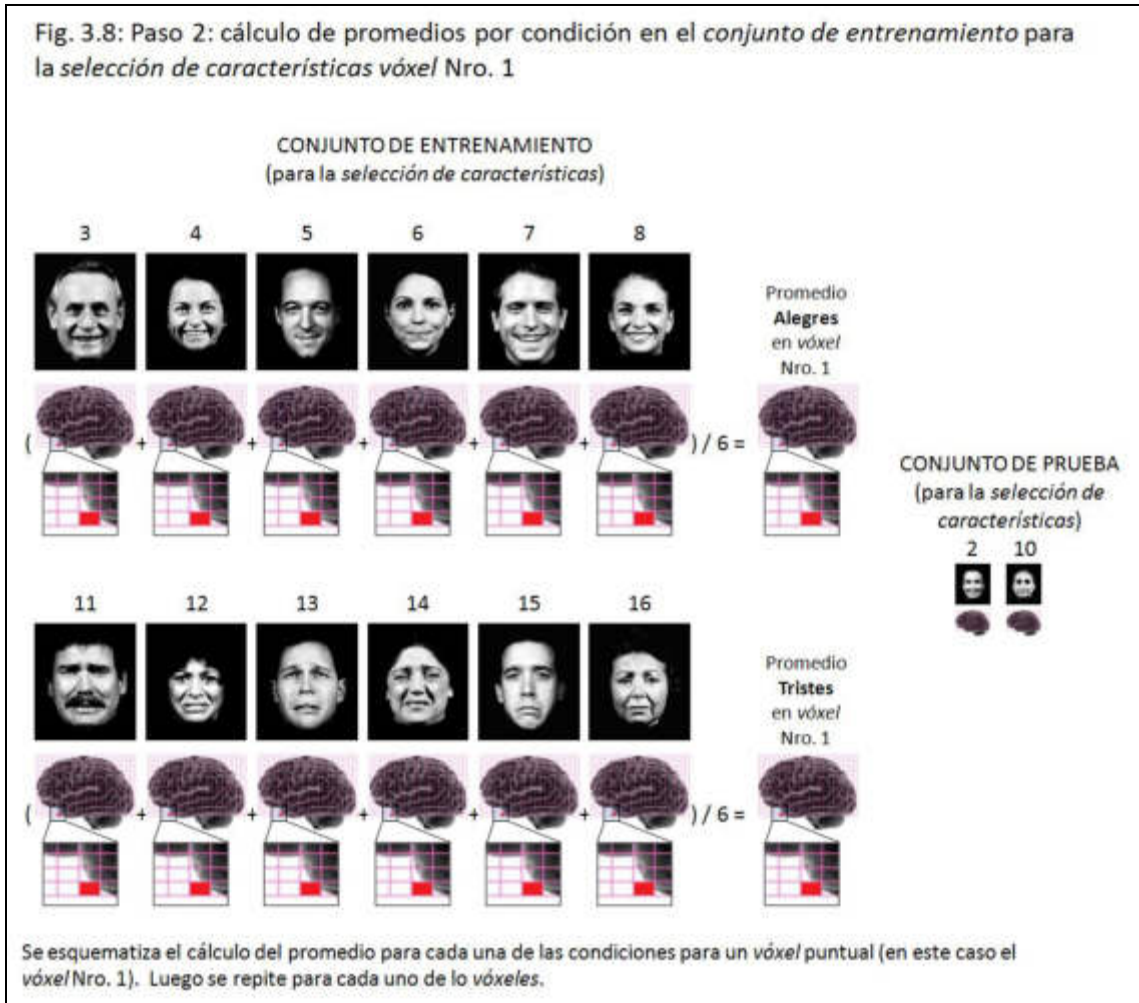 Fig. 3.8: Paso 2: cálculo de promedios por condición en el conjunto de entrenamiento para
la selección de características vóxel Nro. 1
CONJUNTO DE ENTRENAMIENTO
(para la selección de características)
3 4 5 6 7 8
Promedio
Alegres
en vóxel
Nro. 1
( + + + + + ) / 6 =
CONJUNTO DE PRUEBA
(para la selección de
características)
2 10
11 12 13 14 15 16
Promedio
Tristes
en vóxel
Nro. 1
( + + + + + ) / 6 =
Se esquematiza el cálculo del promedio para cada una de las condiciones para un vóxel puntual (en este caso el
vóxel Nro. 1). Luego se repite para cada uno de lo vóxeles.